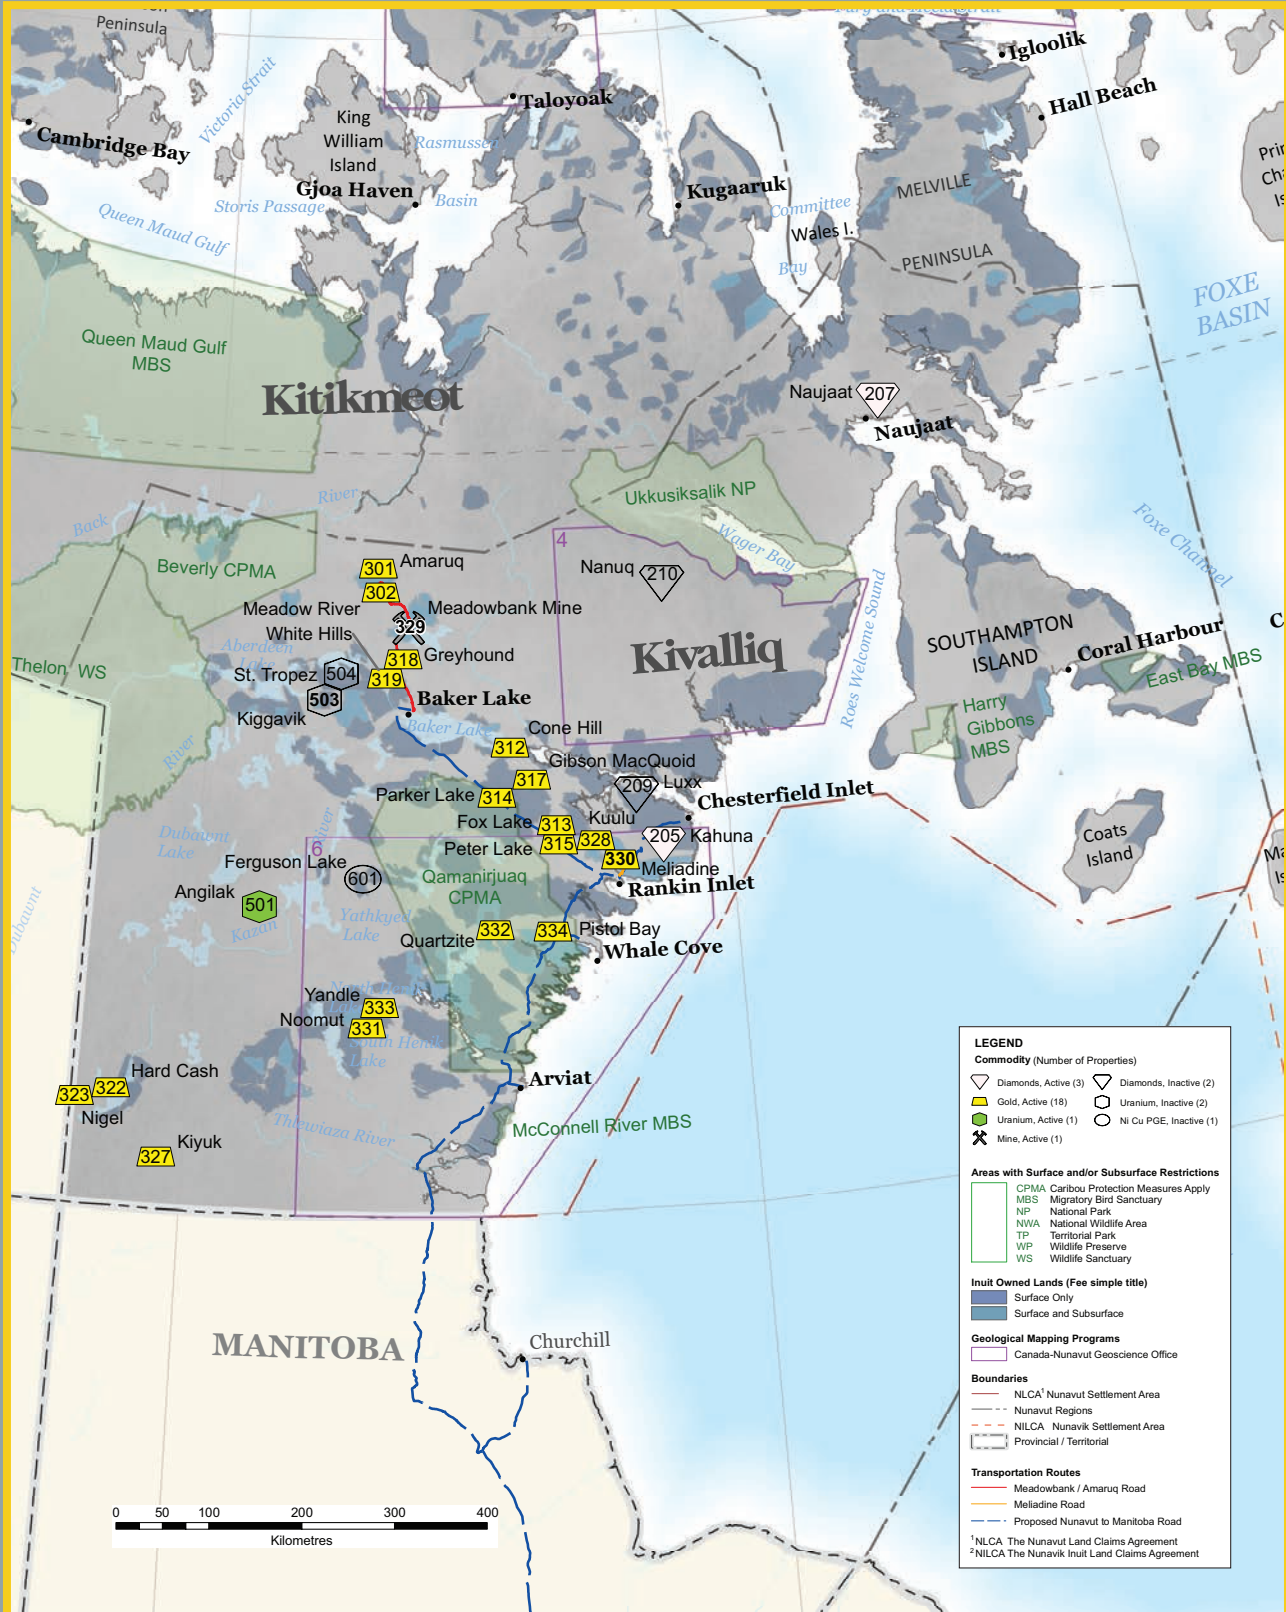 Peninsula
Victoria Strait
Cambridge Bay
King
William
Island
Taloyoak
Rasmussen
Basin
Gjoa Haven
Storis Passage
Queen Maud Gulf
Kugaaruk
Committee
Bay
Wales I.
MELVILLE
PENINSULA
Igloolik
Hall Beach
FOXE
BASIN
Queen Maud Gulf
MBS
Kitikmeot
Naujaat
207
Naujaat
Ukkusiksalik NP
Wager Bay
River
Back
Beverly CPMA
4
Nanuq
210
Kivalliq
Roes Welcome Sound
Foxe Channel
SOUTHAMPTON
ISLAND
Coral Harbour
East Bay MBS
Harry
Gibbons
MBS
301
Amaruq
302
Meadow River
Meadowbank Mine
329
White Hills
Aberdeen
Lake
318
Greyhound
St. Tropez
504
319
503
Kiggavik
Thelon WS
River
Baker Lake
Baker Lake
Cone Hill
312
Gibson MacQuoid
317
209
Luxx
Parker Lake
314
Chesterfield Inlet
Kuulu
Fox Lake
313
328
205
Kahuna
Peter Lake
315
330
Meliadine
Rankin Inlet
Dubawnt
Lake
River
6
Ferguson Lake
601
Qamanirjuaq
CPMA
Angilak
501
Kazan
Yathkyed
Lake
Quartzite
332
334
Pistol Bay
Whale Cove
Dubawnt
Coats
Island
Yandle
333
Noomut
331
South Henik
Lake
Hard Cash
323
322
Nigel
Kiyuk
327
Arviat
McConnell River MBS
Thlewiaza River
MANITOBA
Churchill
0 50 100 200 300 400
Kilometres
LEGEND
Commodity (Number of Properties)
Diamonds, Active (3)
Diamonds, Inactive (2)
Gold, Active (18)
Uranium, Inactive (2)
Uranium, Active (1)
Ni Cu PGE, Inactive (1)
Mine, Active (1)
Areas with Surface and/or Subsurface Restrictions
CPMA Caribou Protection Measures Apply
MBS Migratory Bird Sanctuary
NP National Park
NWA National Wildlife Area
TP Territorial Park
WP Wildlife Preserve
WS Wildlife Sanctuary
Inuit Owned Lands (Fee simple title)
Surface Only
Surface and Subsurface
Geological Mapping Programs
Canada-Nunavut Geoscience Office
Boundaries
NLCA¹ Nunavut Settlement Area
Nunavut Regions
NILCA Nunavik Settlement Area
Provincial / Territorial
Transportation Routes
Meadowbank / Amaruq Road
Meliadine Road
Proposed Nunavut to Manitoba Road
¹NLCA The Nunavut Land Claims Agreement
²NILCA The Nunavik Inuit Land Claims Agreement